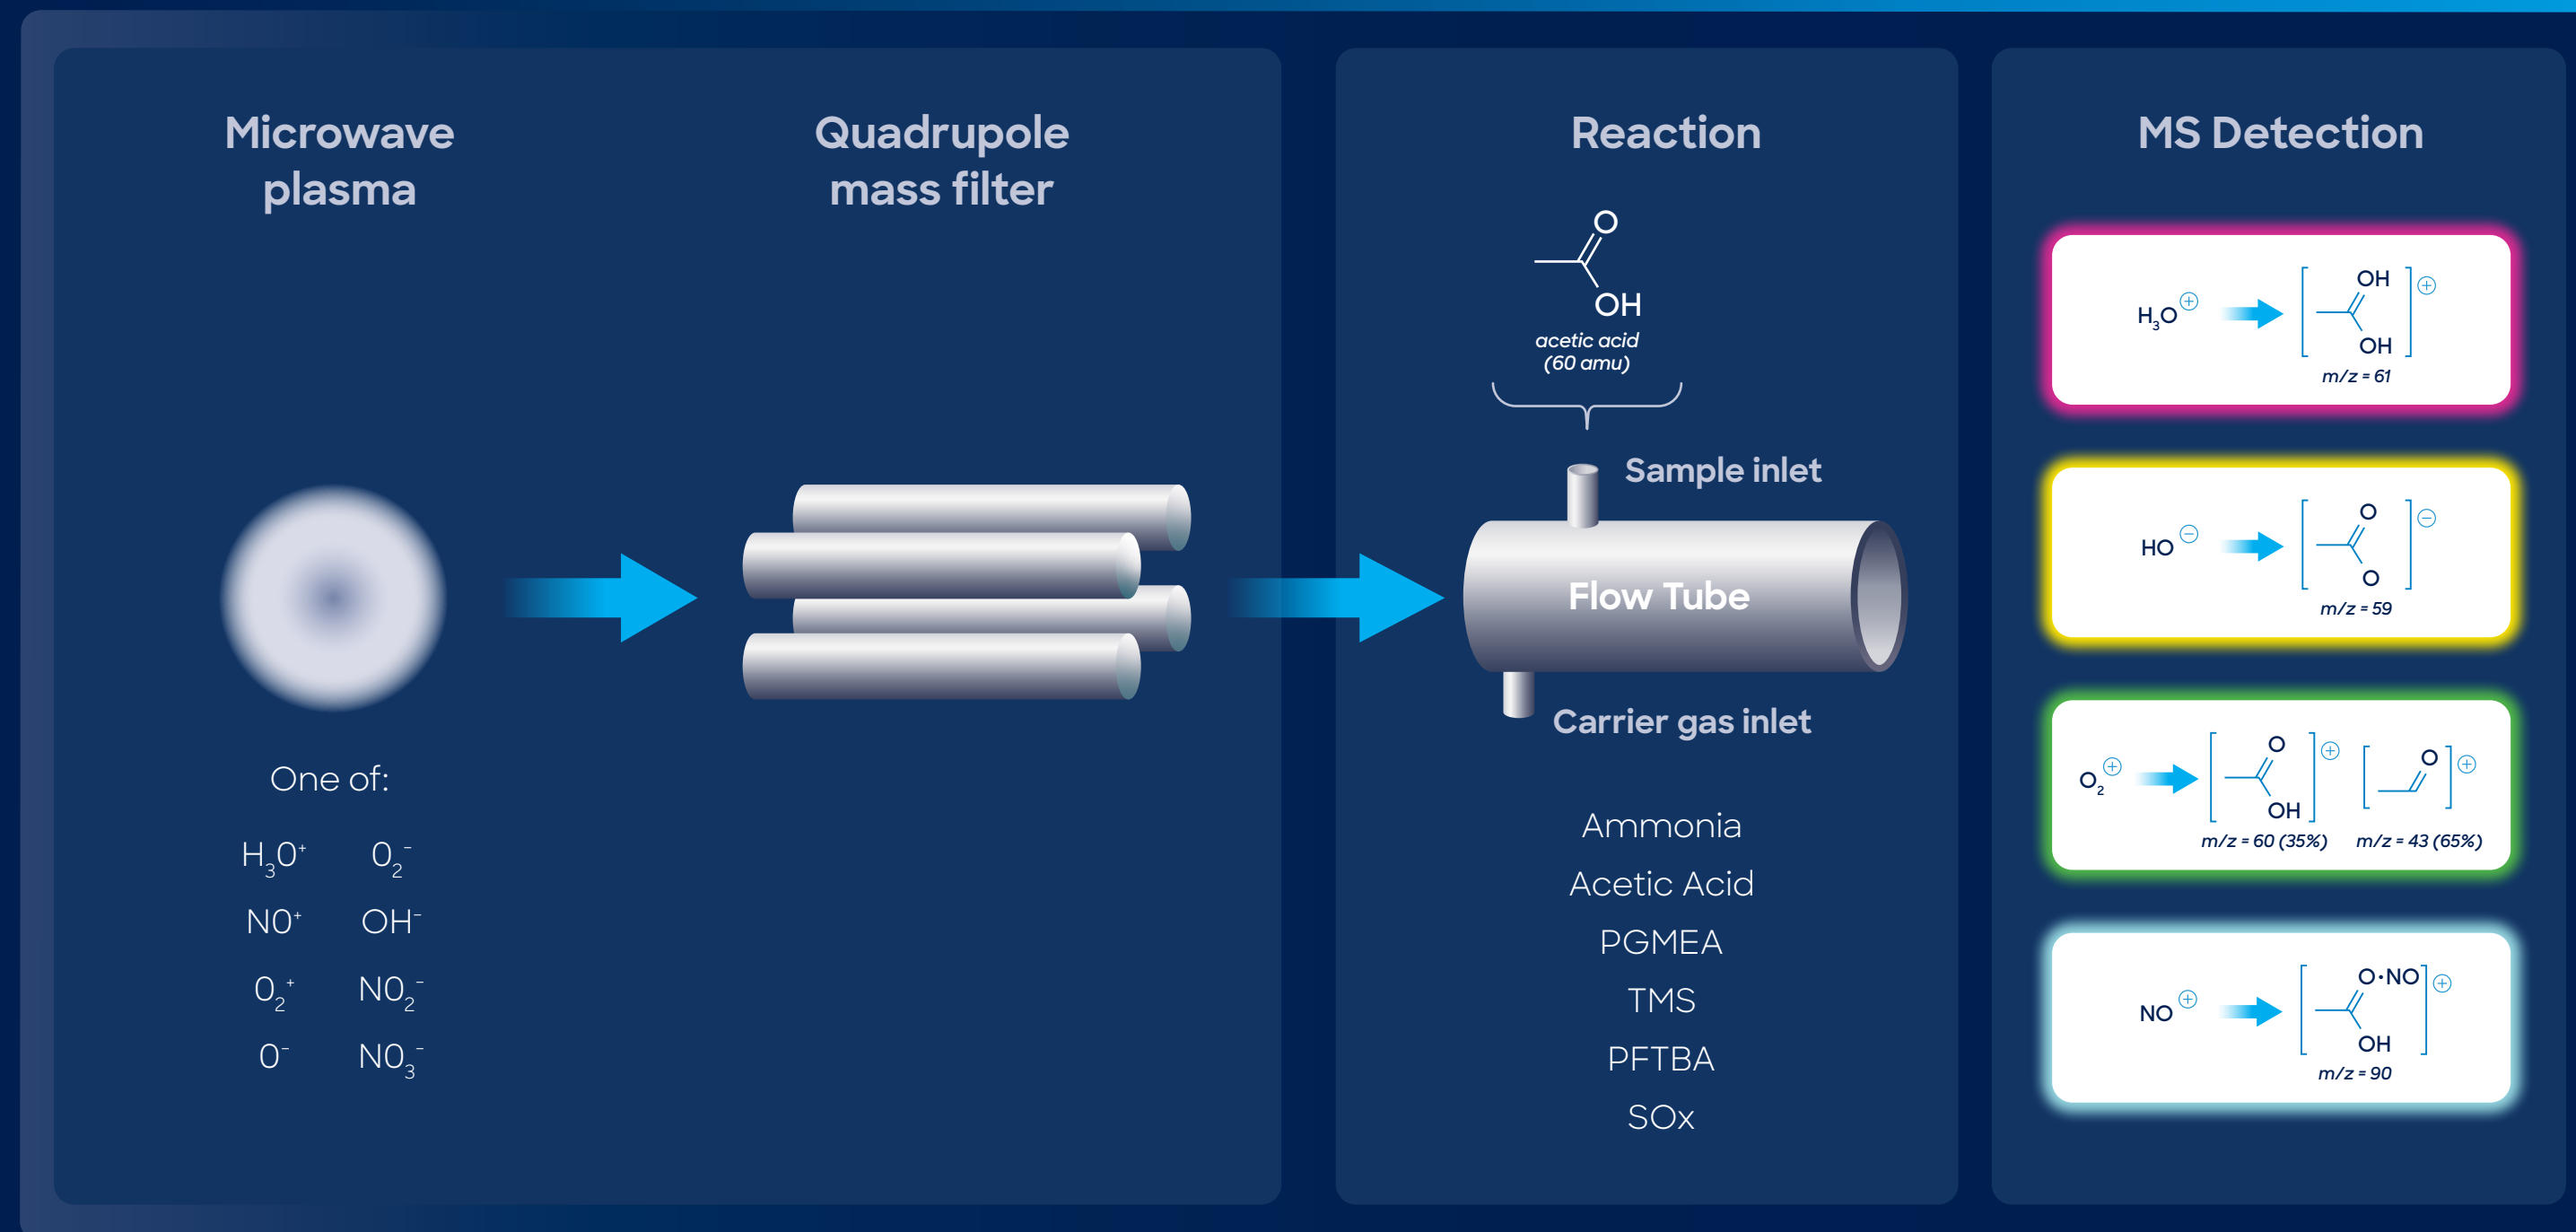 Microwave
plasma
One of:
H₃O⁺ O₂⁻
NO⁺ OH⁻
O₂⁺ NO₂⁻
O⁻ NO₃⁻
Quadrupole
mass filter
Reaction
O
OH
acetic acid
(60 amu)
Sample inlet
Flow Tube
Carrier gas inlet
Ammonia
Acetic Acid
PGMEA
TMS
PFTBA
SOx
MS Detection
OH
H₃O⊕ ⊕
OH
m/z = 61
O
HO⊖ ⊖
O
m/z = 59
O ⊕ O ⊕
O₂⊕
OH
m/z = 60 (35%) m/z = 43 (65%)
O·NO
NO⊕ ⊕
OH
m/z = 90